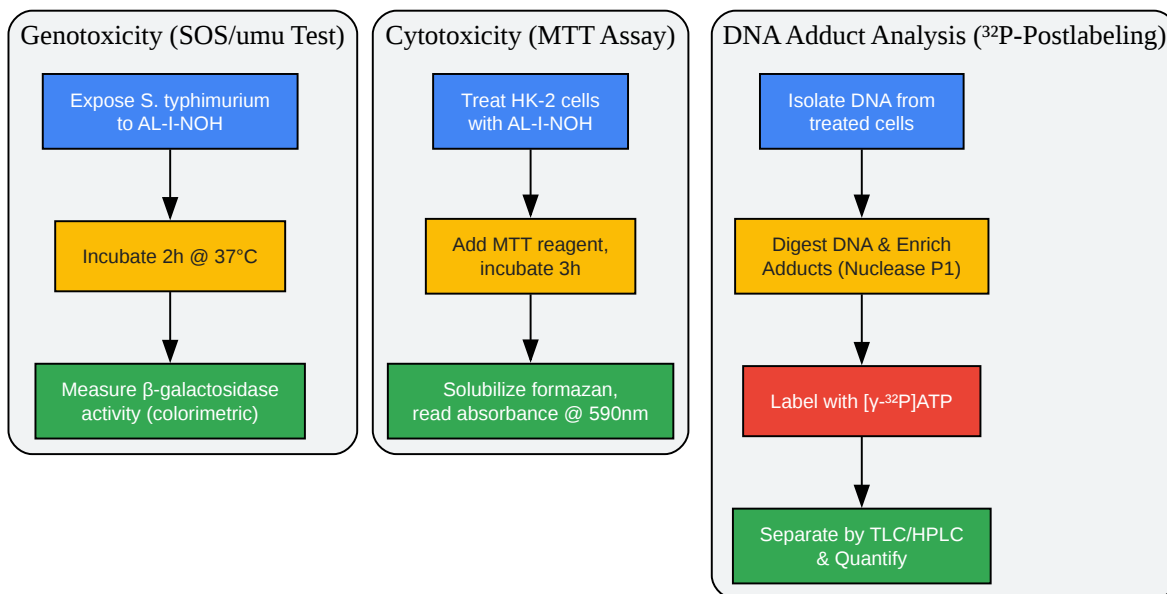 Genotoxicity (SOS/umu Test)
Expose S. typhimurium
to AL-I-NOH
Incubate 2h @ 37°C
Measure β-galactosidase
activity (colorimetric)
Cytotoxicity (MTT Assay)
Treat HK-2 cells
with AL-I-NOH
Add MTT reagent,
incubate 3h
Solubilize formazan,
read absorbance @ 590nm
DNA Adduct Analysis (³²P-Postlabeling)
Isolate DNA from
treated cells
Digest DNA & Enrich
Adducts (Nuclease P1)
Label with [γ-³²P]ATP
Separate by TLC/HPLC
& Quantify